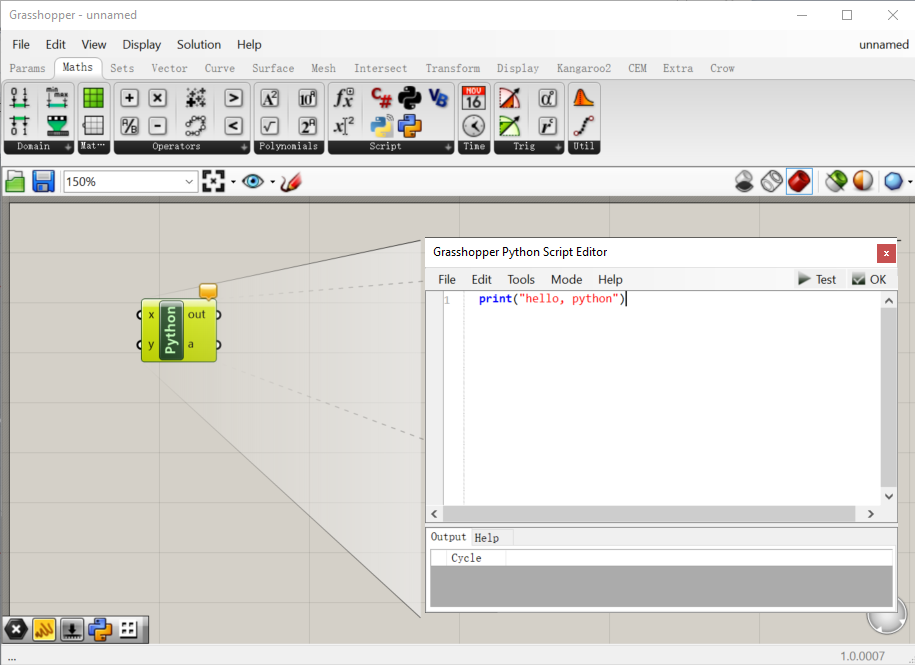 Grasshopper - unnamed
File Edit View Display Solution Help unnamed
Params Maths Sets Vector Curve Surface Mesh Intersect Transform Display Kangaroo2 CEM Extra Crow
Domain Mat··· Operators Polynomials Script Time Trig Util
150%
Grasshopper Python Script Editor
File Edit Tools Mode Help Test OK
1 print("hello, python")
x Python out
y a
Output Help
Cycle
... 1.0.0007